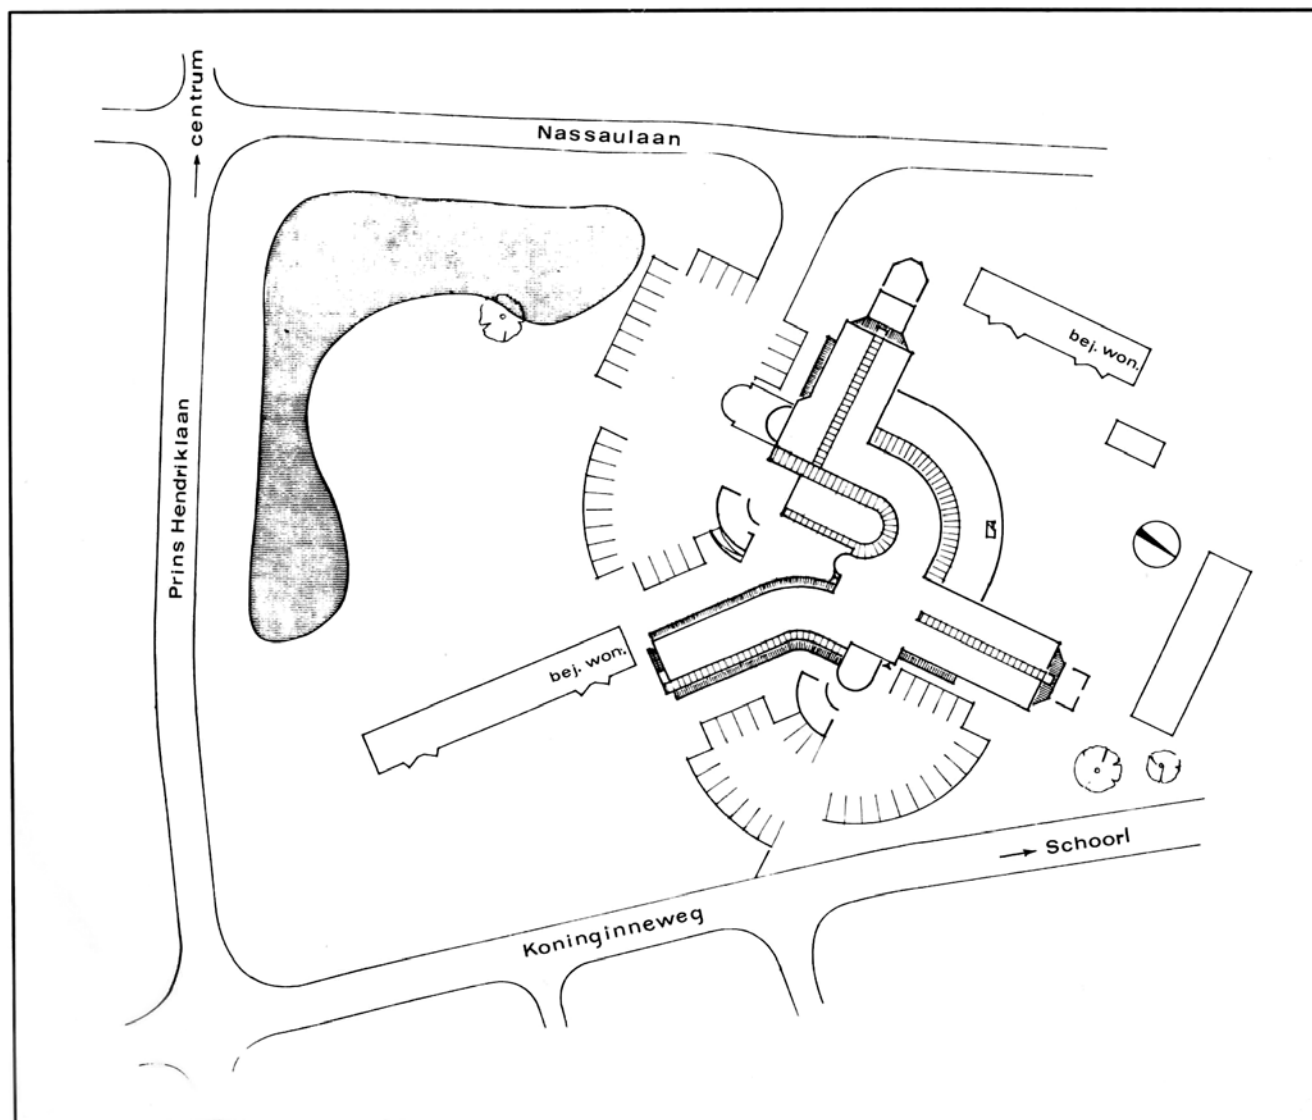 centrum
Nassaulaan
bej. won.
Prins Hendriklaan
bej. won.
Schoorl
Koninginneweg